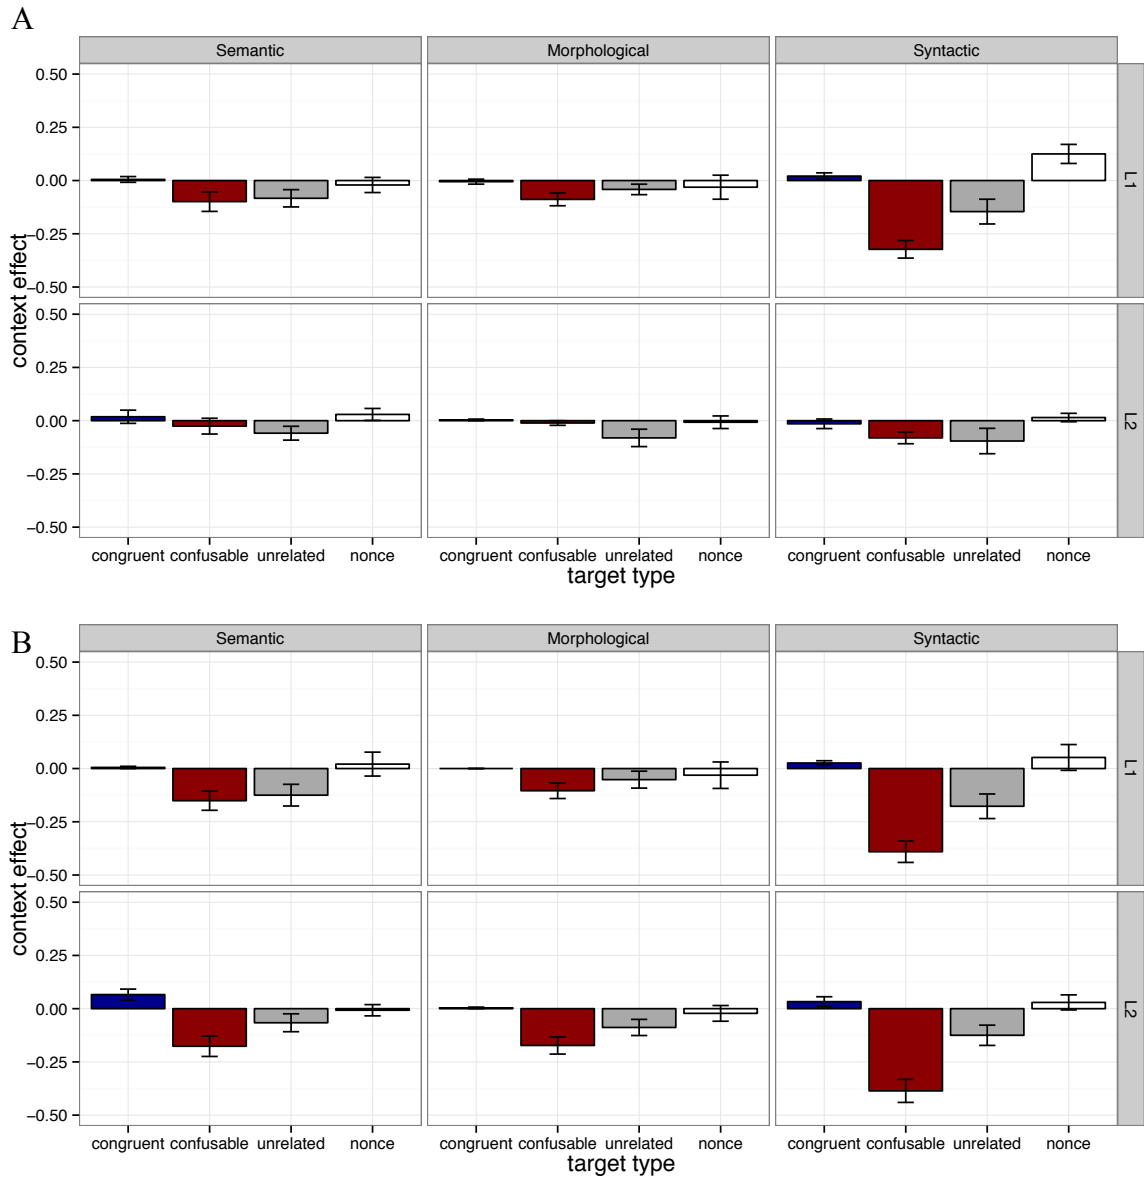 A
Semantic Morphological Syntactic
0.50
0.25
0.00
−0.25
−0.50
L1
context effect
0.50
0.25
0.00
−0.25
−0.50
L2
congruent confusable unrelated nonce congruent confusable unrelated nonce congruent confusable unrelated nonce
target type
B
Semantic Morphological Syntactic
0.50
0.25
0.00
−0.25
−0.50
L1
context effect
0.50
0.25
0.00
−0.25
−0.50
L2
congruent confusable unrelated nonce congruent confusable unrelated nonce congruent confusable unrelated nonce
target type